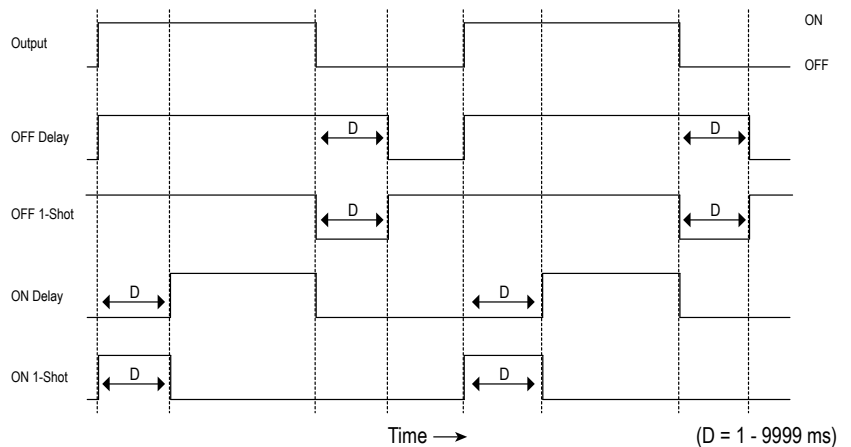 ON
Output
OFF
OFF Delay
D
D
OFF 1-Shot
D
D
ON Delay
D
D
ON 1-Shot
D
D
Time → (D = 1 - 9999 ms)